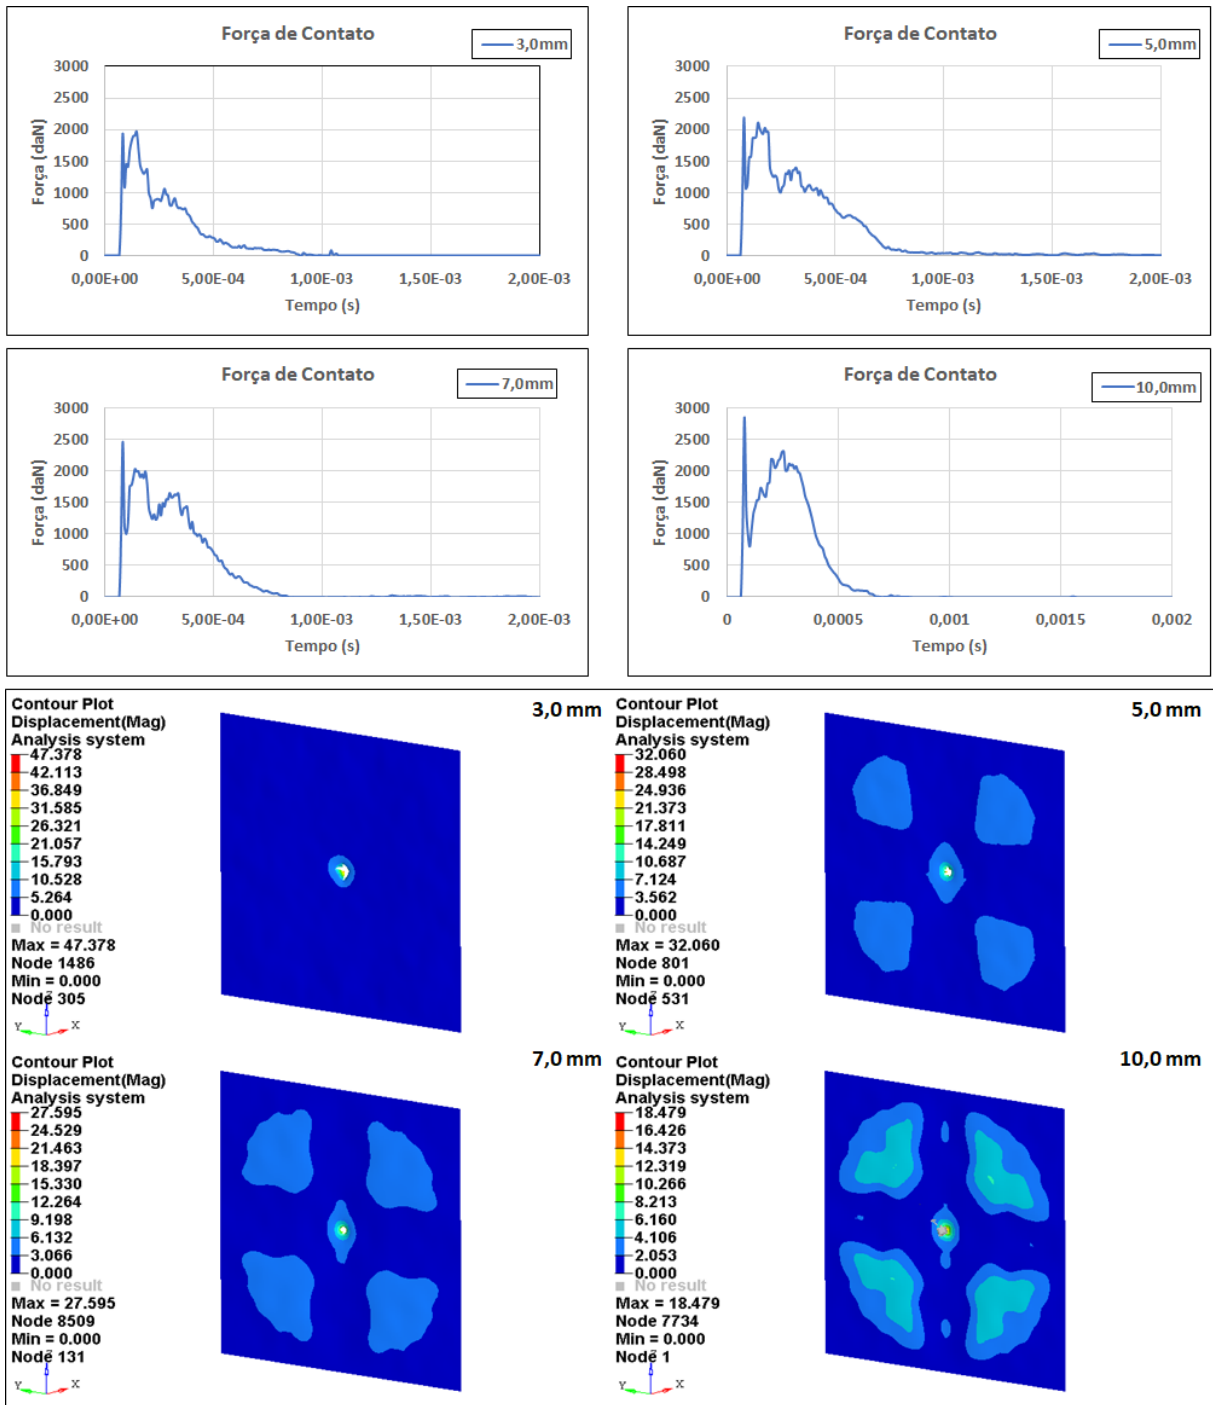 Força de Contato
3,0mm
3000
2500
2000
1500
1000
500
0
Força (daN)
0,00E+00 5,00E-04 1,00E-03 1,50E-03 2,00E-03
Tempo (s)
Força de Contato
5,0mm
3000
2500
2000
1500
1000
500
0
Força (daN)
0,00E+00 5,00E-04 1,00E-03 1,50E-03 2,00E-03
Tempo (s)
Força de Contato
7,0mm
3000
2500
2000
1500
1000
500
0
Força (daN)
0,00E+00 5,00E-04 1,00E-03 1,50E-03 2,00E-03
Tempo (s)
Força de Contato
10,0mm
3000
2500
2000
1500
1000
500
0
Força (daN)
0 0,0005 0,001 0,0015 0,002
Tempo (s)
Contour Plot
Displacement(Mag)
Analysis system
47.378
42.113
36.849
31.585
26.321
21.057
15.793
10.528
5.264
0.000
No result
Max = 47.378
Node 1486
Min = 0.000
Node 305
Z
Y X
3,0 mm
Contour Plot
Displacement(Mag)
Analysis system
32.060
28.498
24.936
21.373
17.811
14.249
10.687
7.124
3.562
0.000
No result
Max = 32.060
Node 801
Min = 0.000
Node 531
Z
Y X
5,0 mm
Contour Plot
Displacement(Mag)
Analysis system
27.595
24.529
21.463
18.397
15.330
12.264
9.198
6.132
3.066
0.000
No result
Max = 27.595
Node 8509
Min = 0.000
Node 131
Z
Y X
7,0 mm
Contour Plot
Displacement(Mag)
Analysis system
18.479
16.426
14.373
12.319
10.266
8.213
6.160
4.106
2.053
0.000
No result
Max = 18.479
Node 7734
Min = 0.000
Node 1
Z
Y X
10,0 mm